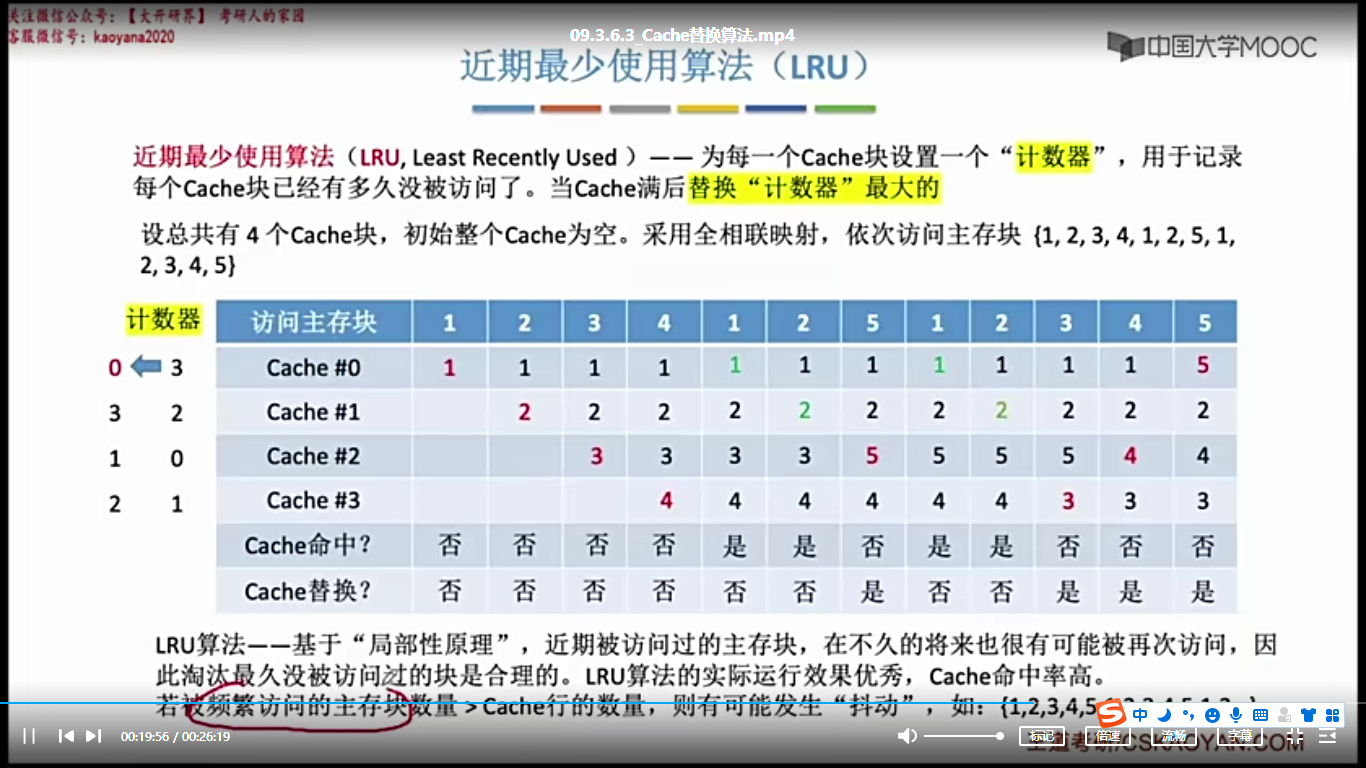 关注微信公众号：【大开研界】 考研人的家园
客服微信号：kaoyana2020
09.3.6.3_Cache替换算法.mp4
中国大学MOOC
近期最少使用算法（LRU）
近期最少使用算法（LRU, Least Recently Used ）—— 为每一个Cache块设置一个“计数器”，用于记录
每个Cache块已经有多久没被访问了。当Cache满后替换“计数器”最大的
设总共有 4 个Cache块，初始整个Cache为空。采用全相联映射，依次访问主存块 {1, 2, 3, 4, 1, 2, 5, 1,
2, 3, 4, 5}
计数器 访问主存块 1 2 3 4 1 2 5 1 2 3 4 5
0 3 Cache #0 1 1 1 1 1 1 1 1 1 1 1 5
3 2 Cache #1 2 2 2 2 2 2 2 2 2 2 2
1 0 Cache #2 3 3 3 3 5 5 5 5 4 4
2 1 Cache #3 4 4 4 4 4 4 3 3 3
Cache命中？ 否 否 否 否 是 是 否 是 是 否 否 否
Cache替换？ 否 否 否 否 否 否 是 否 否 是 是 是
LRU算法——基于“局部性原理”，近期被访问过的主存块，在不久的将来也很有可能被再次访问，因
此淘汰最久没被访问过的块是合理的。LRU算法的实际运行效果优秀，Cache命中率高。
若被频繁访问的主存块数量 > Cache行的数量，则有可能发生“抖动”，如：{1,2,3,4,5
中
00:19:56 / 00:26:19
标记 倍速 流畅 字幕
王道考研/CSKAOYAN.COM